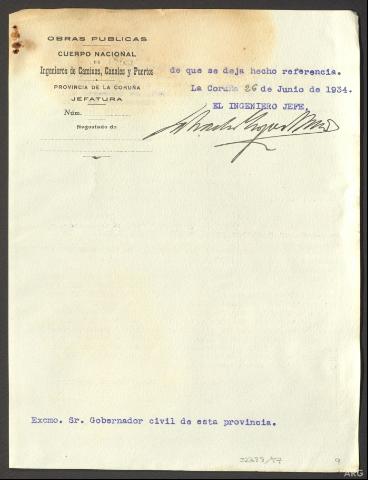 OBRAS PUBLICAS
CUERPO NACIONAL
DE
Ingenieros de Caminos, Canales y Puertos
PROVINCIA DE LA CORUÑA
JEFATURA
Núm.
Negociado de
de que se deja hecho referencia.
La Coruña 26 de Junio de 1934.
EL INGENIERO JEFE,
Excmo. Sr. Gobernador civil de esta provincia.
9
ARG